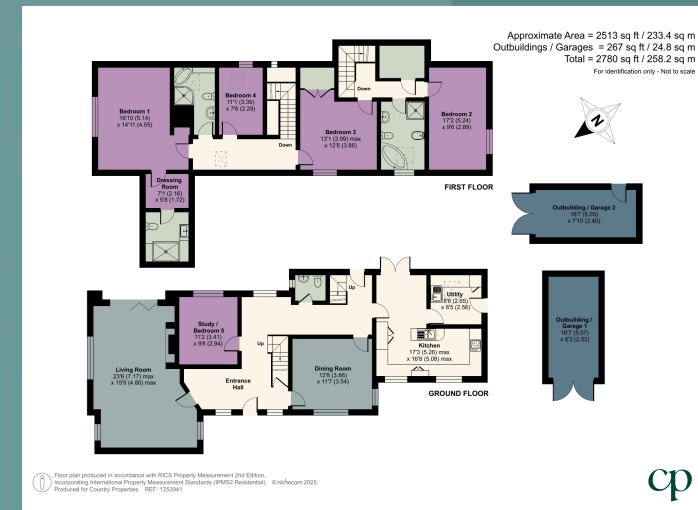 Approximate Area = 2513 sq ft / 233.4 sq m
Outbuildings / Garages = 267 sq ft / 24.8 sq m
Total = 2780 sq ft / 258.2 sq m
For identification only - Not to scale
N
Bedroom 1
16'10 (5.14)
x 14'11 (4.55)
Bedroom 4
11'1 (3.39)
x 7'6 (2.29)
Down
Bedroom 3
13'1 (3.99) max
x 12'8 (3.86)
Down
Bedroom 2
17'2 (5.24)
x 9'6 (2.89)
Dressing
Room
7'1 (2.16)
x 5'8 (1.72)
FIRST FLOOR
Outbuilding / Garage 2
16'7 (5.05)
x 7'10 (2.40)
Outbuilding /
Garage 1
16'7 (5.07)
x 8'3 (2.52)
Living Room
23'6 (7.17) max
x 15'9 (4.80) max
Study /
Bedroom 5
11'2 (3.41)
x 9'8 (2.94)
Up
Up
Entrance
Hall
Dining Room
12'8 (3.86)
x 11'7 (3.54)
Utility
8'8 (2.65)
x 8'5 (2.56)
Kitchen
17'3 (5.26) max
x 16'8 (5.08) max
GROUND FLOOR
Floor plan produced in accordance with RICS Property Measurement 2nd Edition,
Incorporating International Property Measurement Standards (IPMS2 Residential). © nichecom 2025.
Produced for Country Properties. REF: 1253941
cp